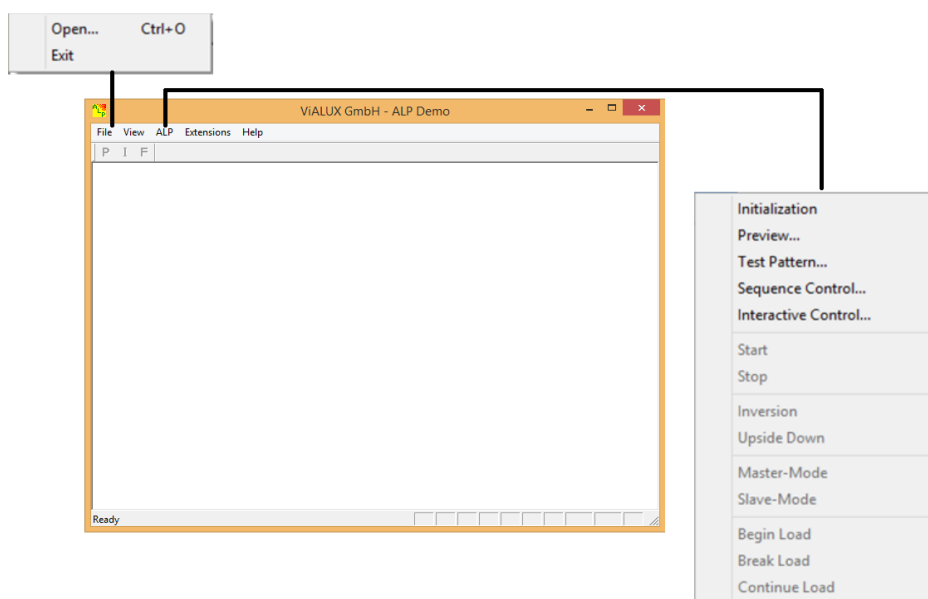 Open... Ctrl+O
Exit
ViALUX GmbH - ALP Demo
File View ALP Extensions Help
P I F
Initialization
Preview...
Test Pattern...
Sequence Control...
Interactive Control...
Start
Stop
Inversion
Upside Down
Master-Mode
Slave-Mode
Begin Load
Break Load
Continue Load
Ready